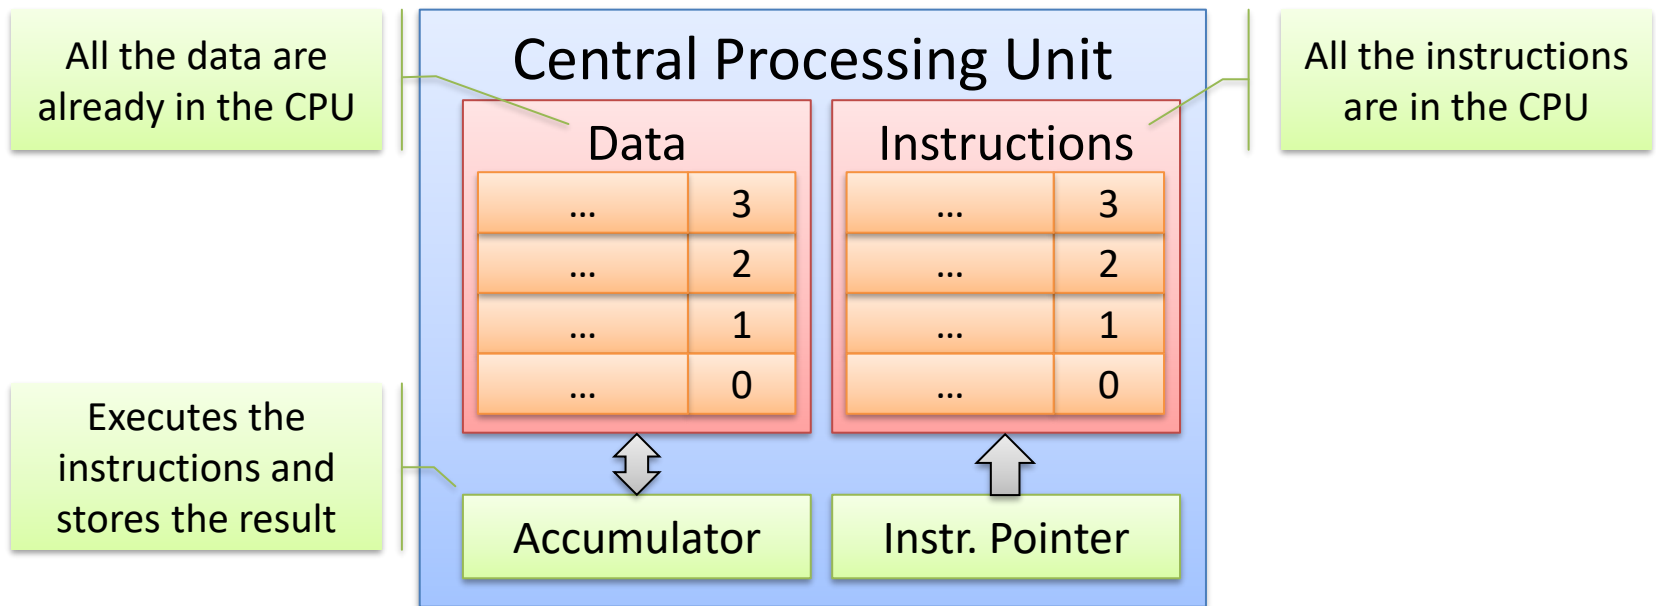 All the data are
already in the CPU
Central Processing Unit
All the instructions
are in the CPU
Data
Instructions
... 3
... 2
... 1
... 0
... 3
... 2
... 1
... 0
Executes the
instructions and
stores the result
Accumulator
Instr. Pointer